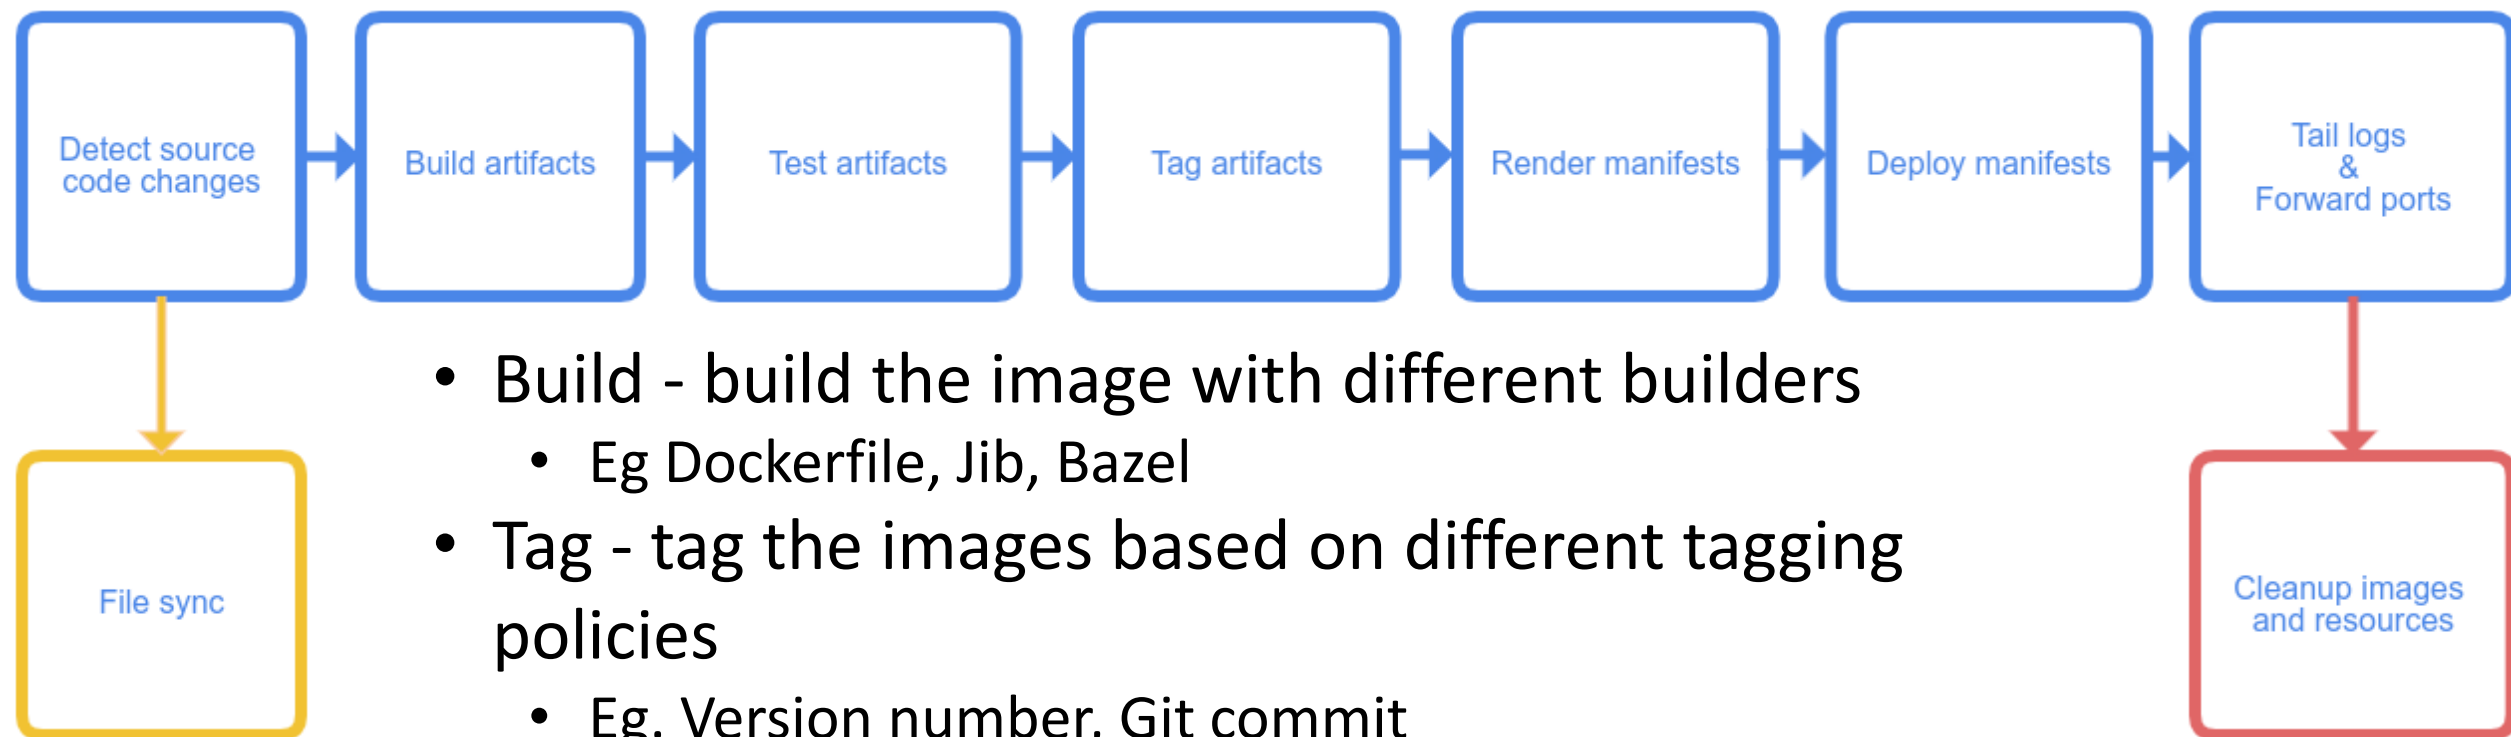 Detect source
code changes
Build artifacts
Test artifacts
Tag artifacts
Render manifests
Deploy manifests
Tail logs
&
Forward ports
• Build - build the image with different builders
• Eg Dockerfile, Jib, Bazel
• Tag - tag the images based on different tagging
policies
• Eg. Version number, Git commit
File sync
Cleanup images
and resources